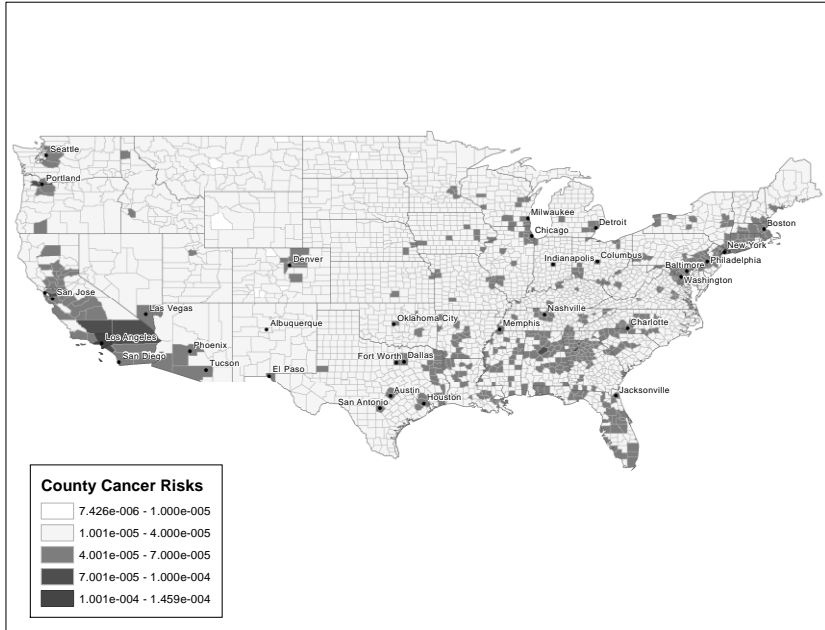 Seattle
Portland
Milwaukee
Detroit
Boston
Chicago
New York
Philadelphia
Indianapolis
Columbus
Baltimore
Washington
Denver
San Jose
Las Vegas
Nashville
Oklahoma City
Memphis
Charlotte
Albuquerque
Los Angeles
Phoenix
San Diego
Tucson
Fort Worth
Dallas
El Paso
Austin
Jacksonville
San Antonio
Houston
County Cancer Risks
7.426e-006 - 1.000e-005
1.001e-005 - 4.000e-005
4.001e-005 - 7.000e-005
7.001e-005 - 1.000e-004
1.001e-004 - 1.459e-004